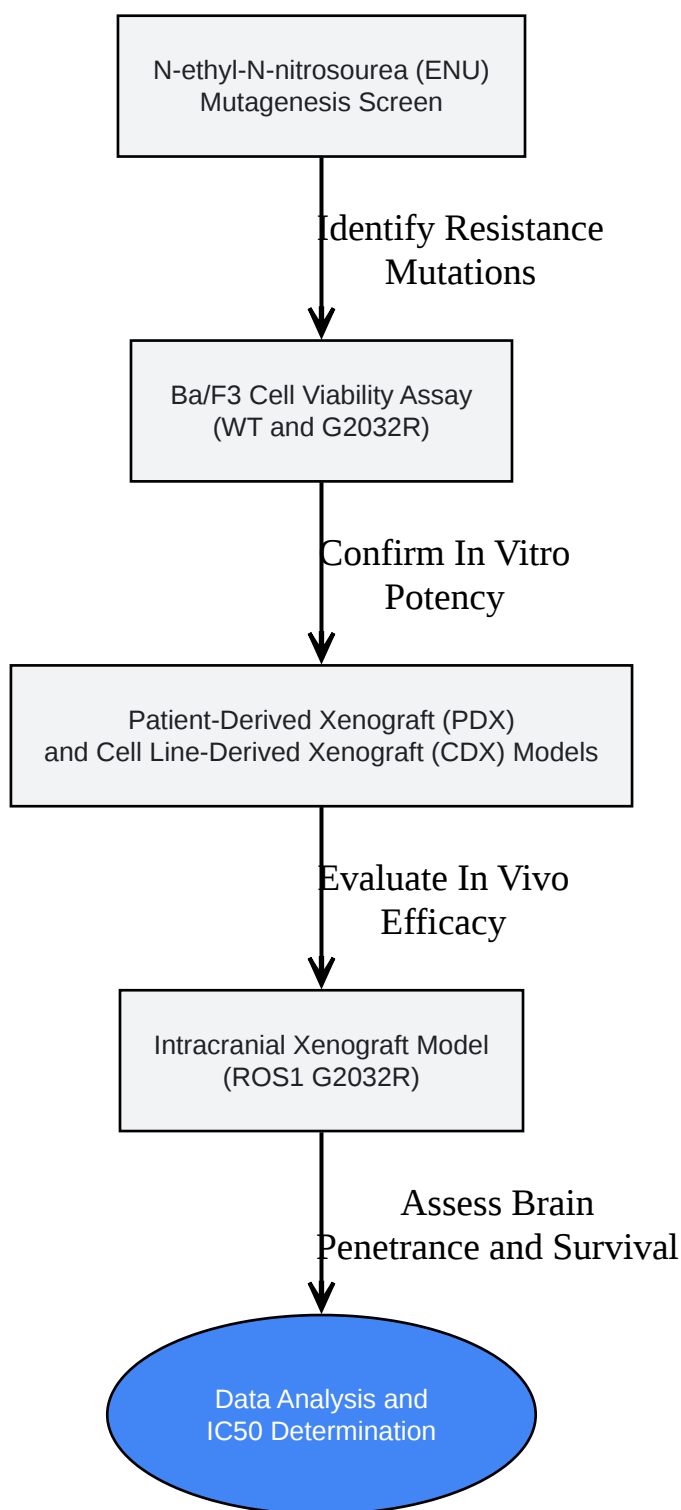 N-ethyl-N-nitrosourea (ENU)
Mutagenesis Screen
Identify Resistance
Mutations
Ba/F3 Cell Viability Assay
(WT and G2032R)
Confirm In Vitro
Potency
Patient-Derived Xenograft (PDX)
and Cell Line-Derived Xenograft (CDX) Models
Evaluate In Vivo
Efficacy
Intracranial Xenograft Model
(ROS1 G2032R)
Assess Brain
Penetrance and Survival
Data Analysis and
IC50 Determination